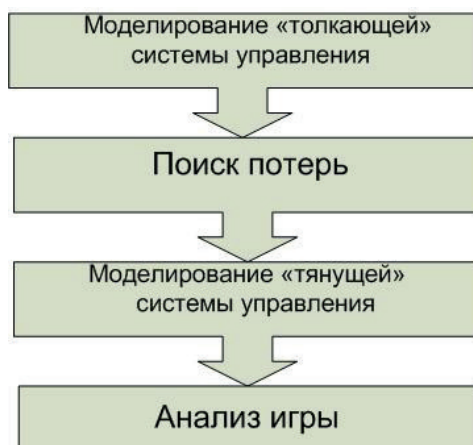 Моделирование «толкающей»
системы управления
Поиск потерь
Моделирование «тянущей»
системы управления
Анализ игры